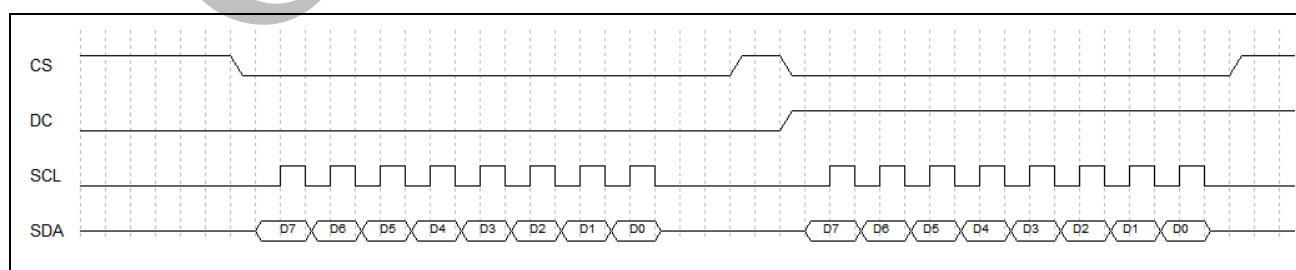 CS
DC
SCL
SDA D7 D6 D5 D4 D3 D2 D1 D0 D7 D6 D5 D4 D3 D2 D1 D0